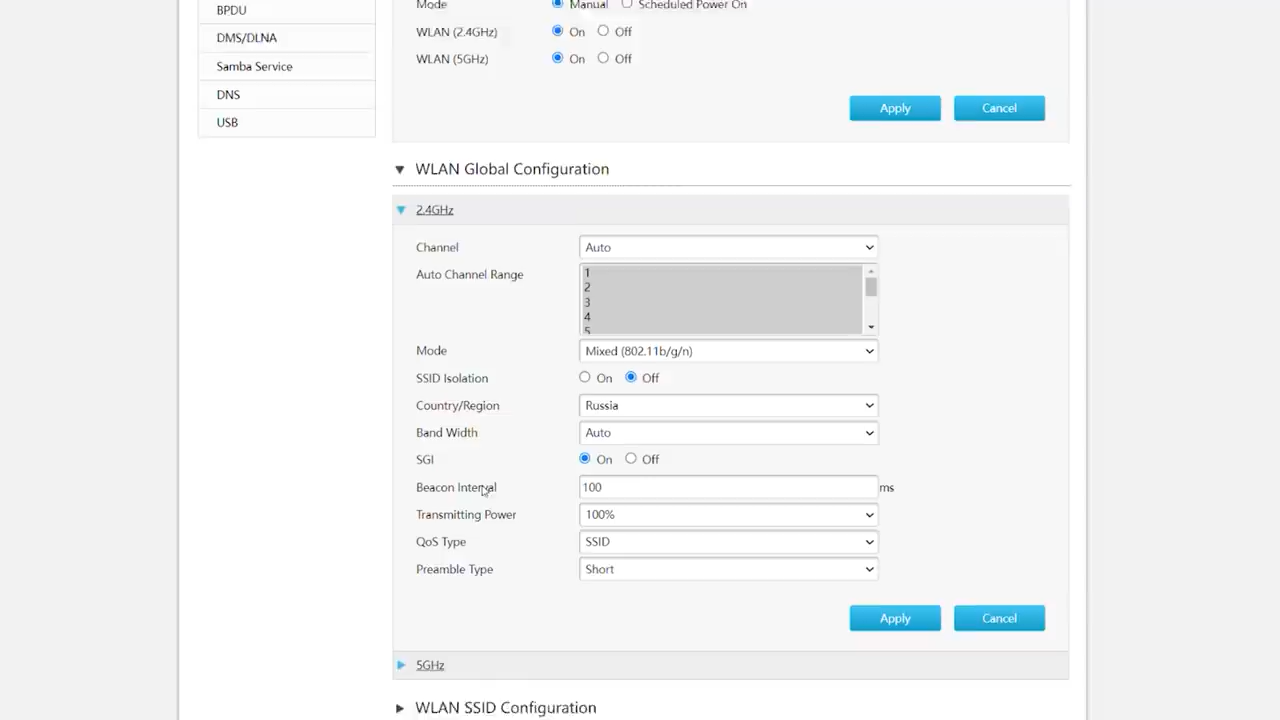 BPDU
DMS/DLNA
Samba Service
DNS
USB
Mode Manual Scheduled Power On
WLAN (2.4GHz) On Off
WLAN (5GHz) On Off
Apply Cancel
WLAN Global Configuration
2.4GHz
Channel Auto
Auto Channel Range 1
2
3
4
5
Mode Mixed (802.11b/g/n)
SSID Isolation On Off
Country/Region Russia
Band Width Auto
SGI On Off
Beacon Interval 100 ms
Transmitting Power 100%
QoS Type SSID
Preamble Type Short
Apply Cancel
5GHz
WLAN SSID Configuration